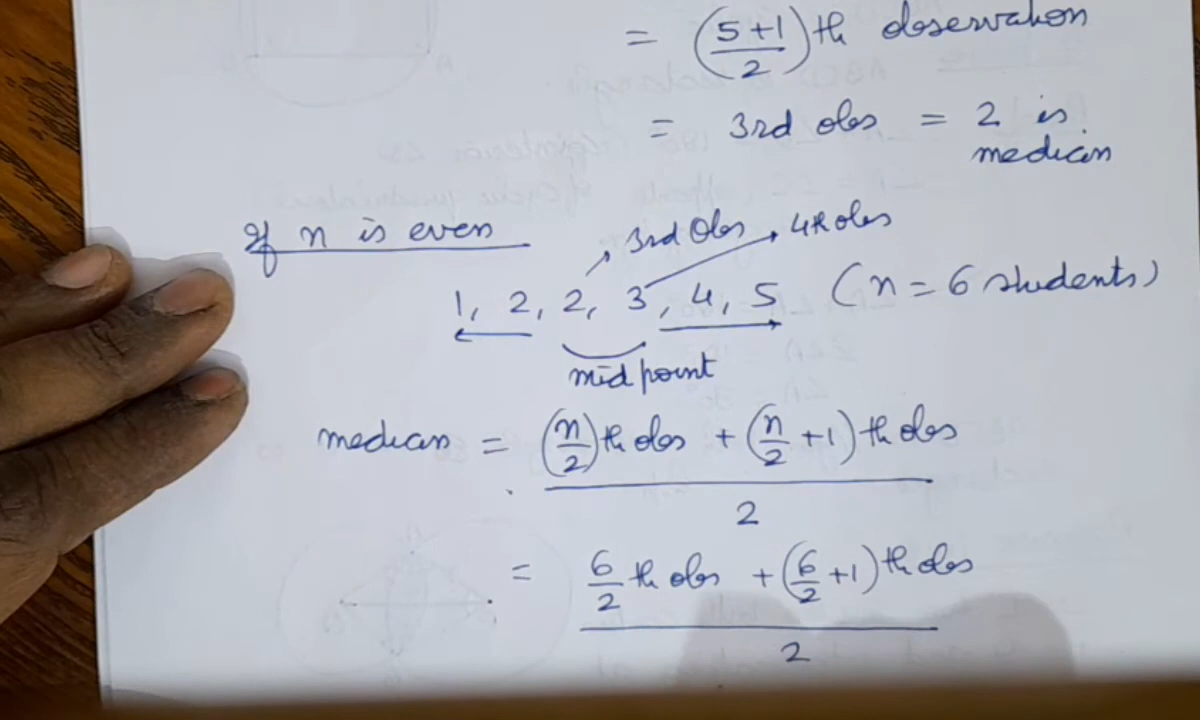 = (5+1/2)th observation
= 3rd obs = 2 is median
If n is even
3rd Obs 4th obs
1, 2, 2, 3, 4, 5 (n = 6 students)
mid point
median = (n/2)th obs + (n/2 + 1)th obs
2
= 6/2 th obs + (6/2 + 1)th obs
2